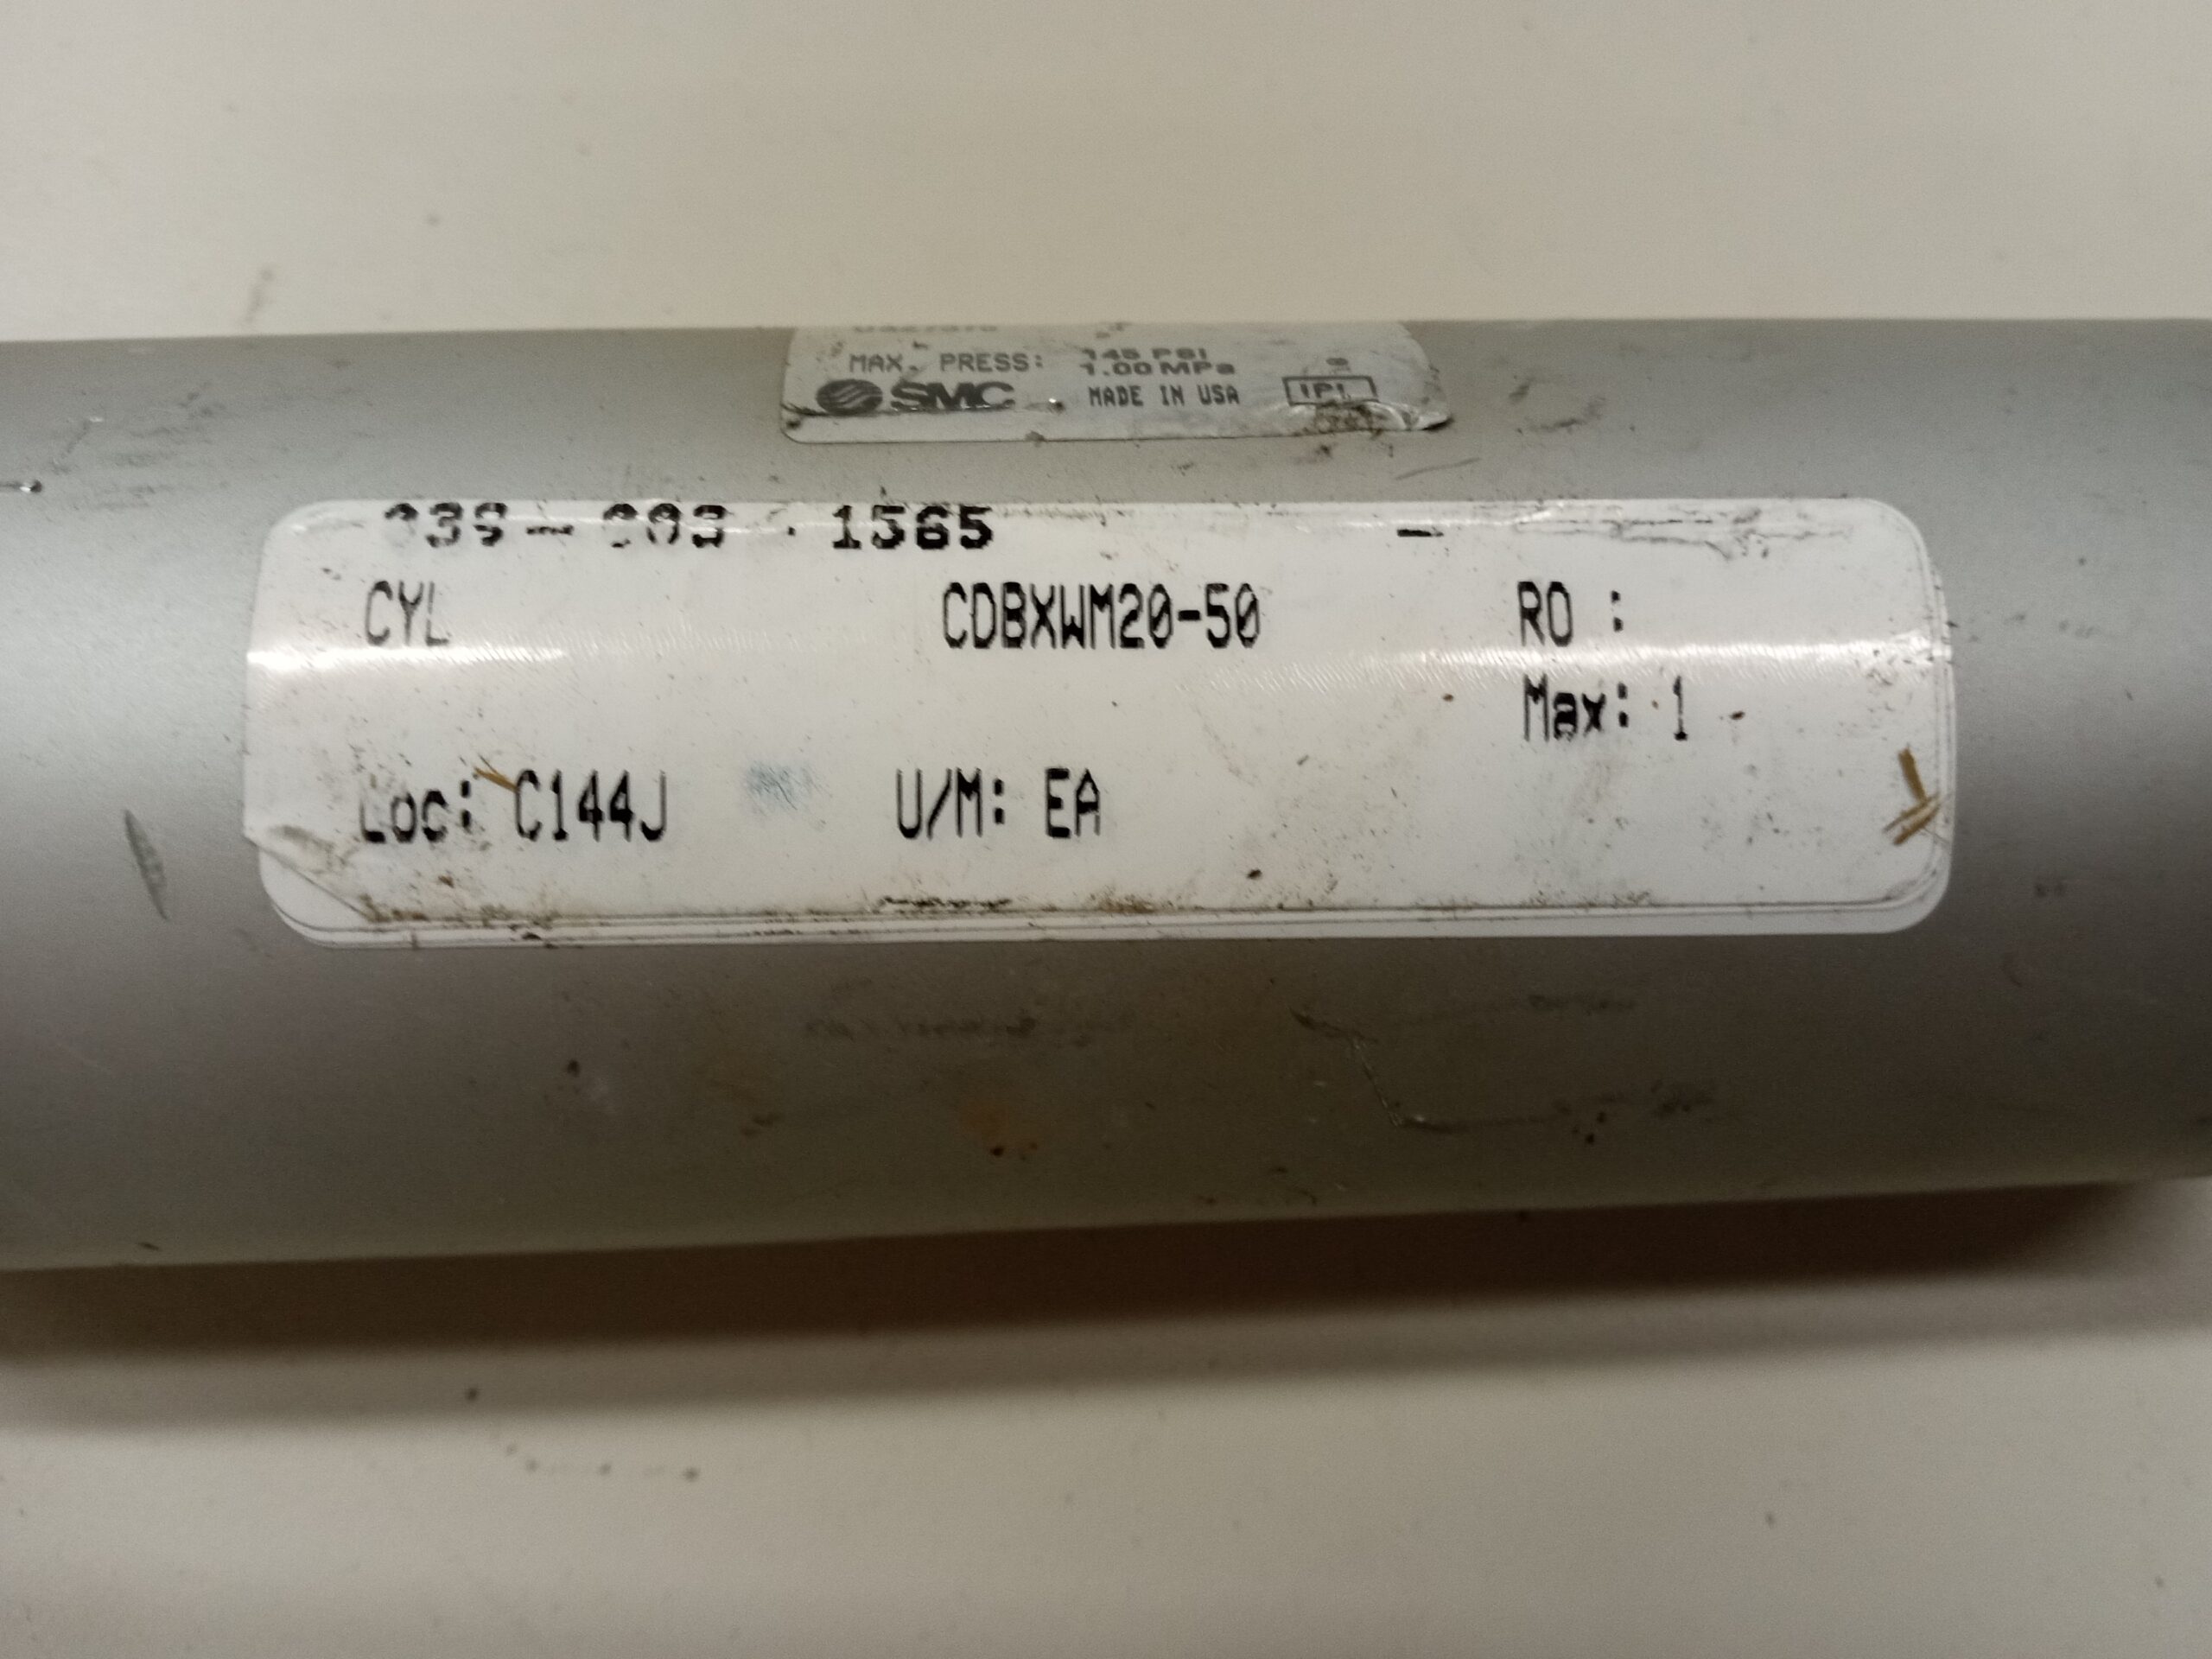 MAX. PRESS: 145 PSI
1.00 MPa
SMC MADE IN USA IPI
1565 -
CYL CDBXWM20-50 RO :
Max: 1
Loc: C144J U/M: EA